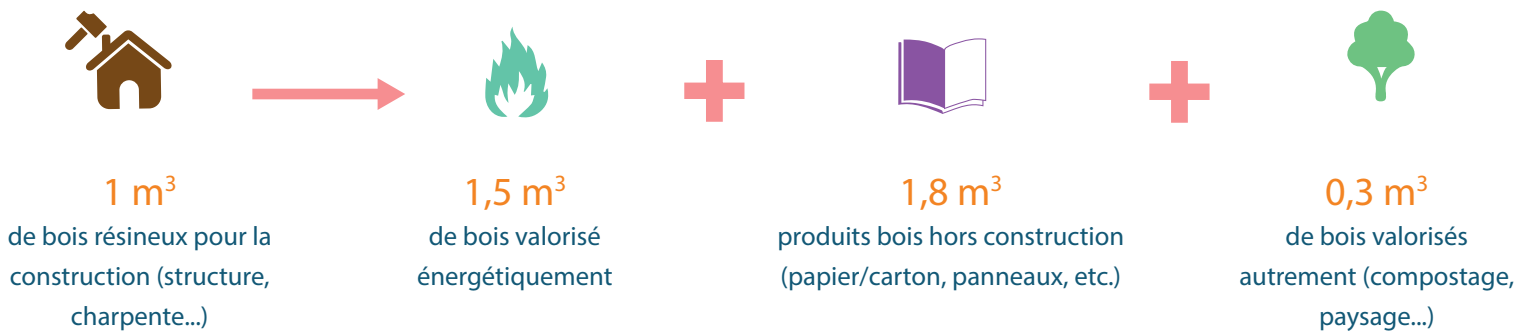 1 m³
de bois résineux pour la
construction (structure,
charpente...)
1,5 m³
de bois valorisé
énergétiquement
1,8 m³
produits bois hors construction
(papier/carton, panneaux, etc.)
0,3 m³
de bois valorisés
autrement (compostage,
paysage...)